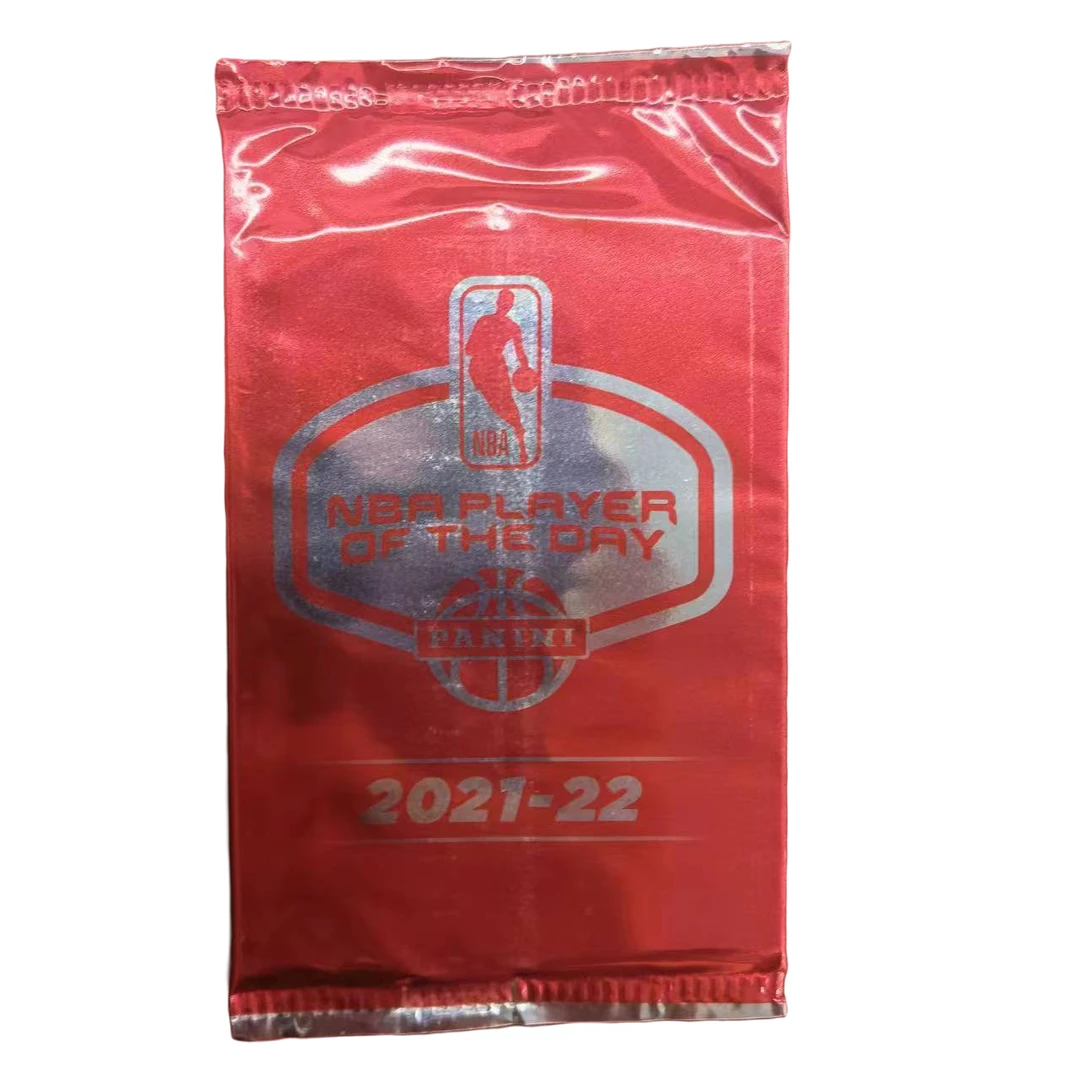 NBA
NBA PLAYER
OF THE DAY
PANINI
2021-22